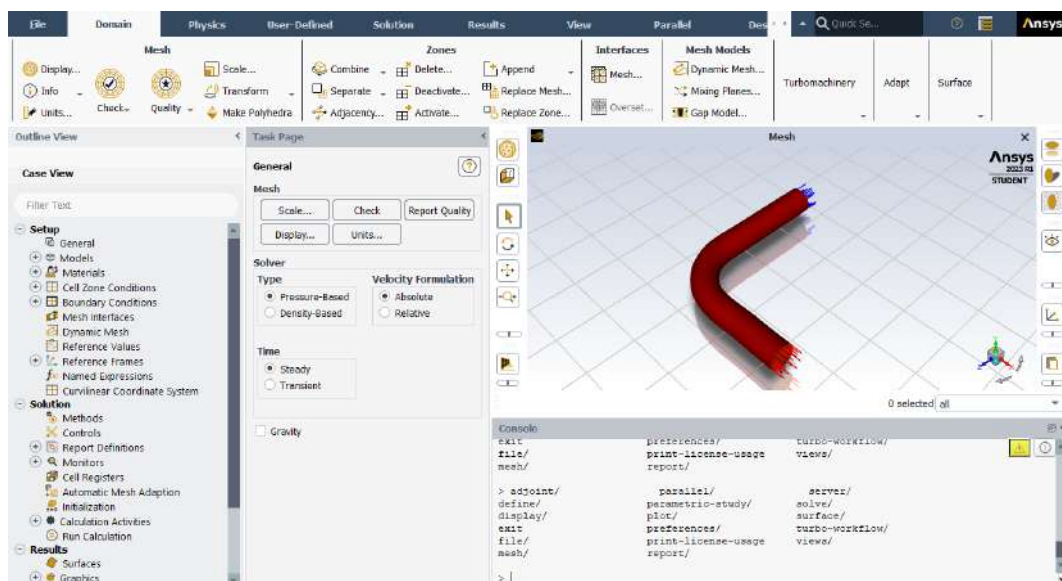 File Domain Physics User-Defined Solution Results View Parallel Des Quick Se... Ansys
Mesh Zones Interfaces Mesh Models
Display... Scale... Combine Delete... Append Mesh... Dynamic Mesh...
Info Check Quality Transform Separate Deactivate... Replace Mesh... Mixing Planes... Turbomachinery Adapt Surface
Units... Make Polyhedra Adjacency... Activate... Replace Zone... Overset... Gap Model...
Outline View < Task Page <
Case View
Filter Text
Setup
General
Models
Materials
Cell Zone Conditions
Boundary Conditions
Mesh Interfaces
Dynamic Mesh
Reference Values
Reference Frames
Named Expressions
Curvilinear Coordinate System
Solution
Methods
Controls
Report Definitions
Monitors
Cell Registers
Automatic Mesh Adaption
Initialization
Calculation Activities
Run Calculation
Results
Surfaces
Graphics
General
Mesh
Scale... Check Report Quality
Display... Units...
Solver
Type Velocity Formulation
Pressure-Based Absolute
Density-Based Relative
Time
Steady
Transient
Gravity
Mesh
Ansys
2023 R1
STUDENT
0 selected all
Console
exit preferences/ turbo-workflow/
file/ print-license-usage views/
mesh/ report/
> adjoint/ parallel/ server/
define/ parametric-study/ solve/
display/ plot/ surface/
exit preferences/ turbo-workflow/
file/ print-license-usage views/
mesh/ report/
>